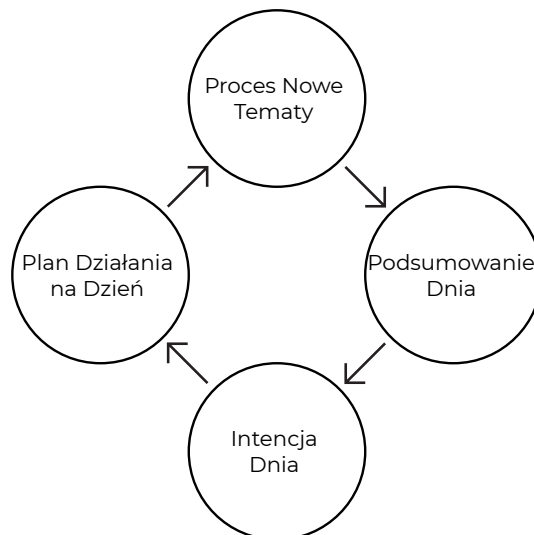 Proces Nowe
Tematy
Plan Działania
na Dzień
Podsumowanie
Dnia
Intencja
Dnia